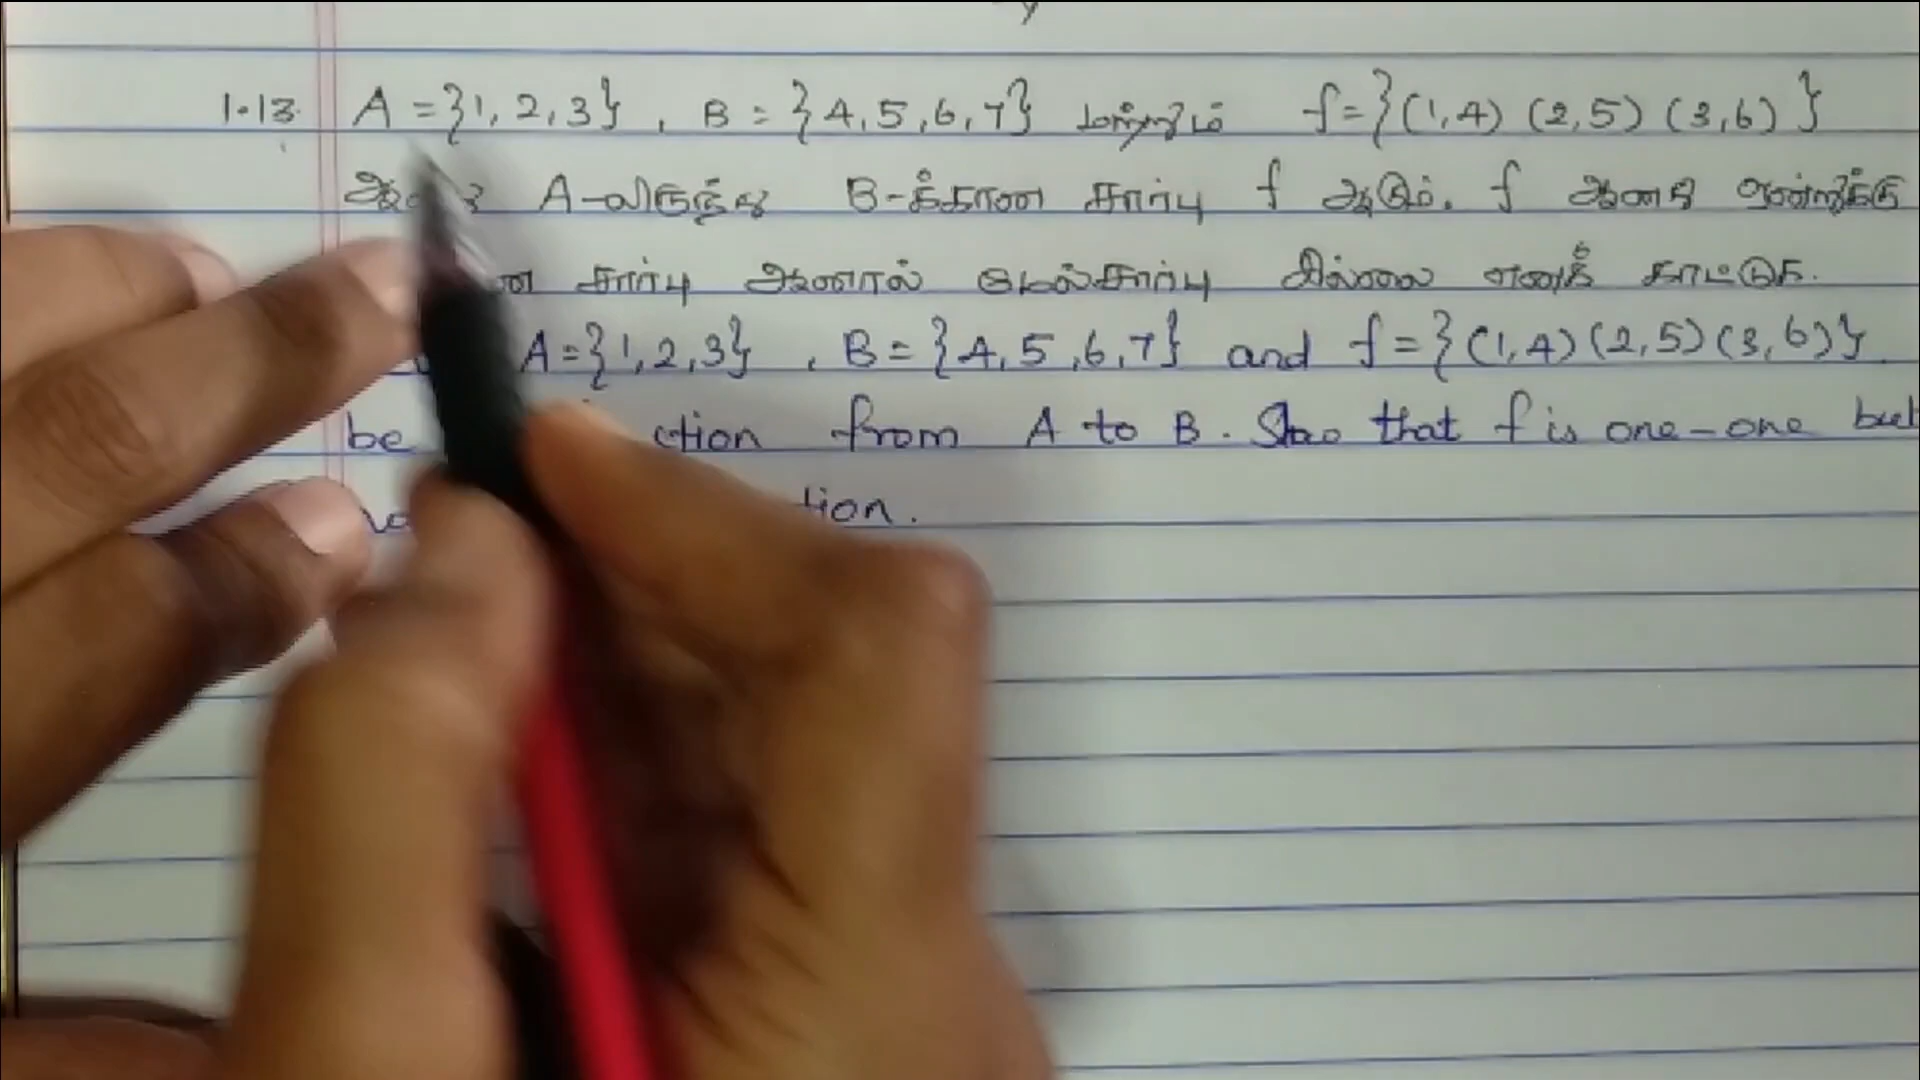 1.13. A = {1, 2, 3}, B = {4, 5, 6, 7} மற்றும் f = {(1,4) (2,5) (3,6)}
A-லிருந்து B-க்கான சார்பு f ஆகும். f ஆனது ஒன்றுக்கு
சார்பு ஆனால் மேல்சார்பு இல்லை எனக் காட்டுக.
A = {1, 2, 3}, B = {4, 5, 6, 7} and f = {(1,4) (2,5) (3,6)}.
be ction from A to B. Show that f is one-one but
tion.